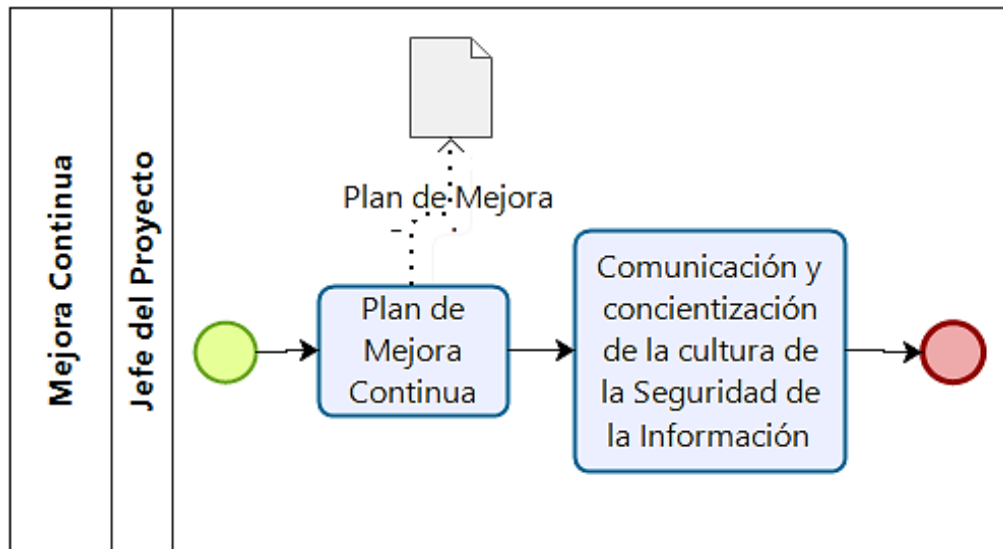 Mejora Continua
Jefe del Proyecto
Plan de Mejora
Plan de
Mejora
Continua
Comunicación y
concientización
de la cultura de
la Seguridad de
la Información